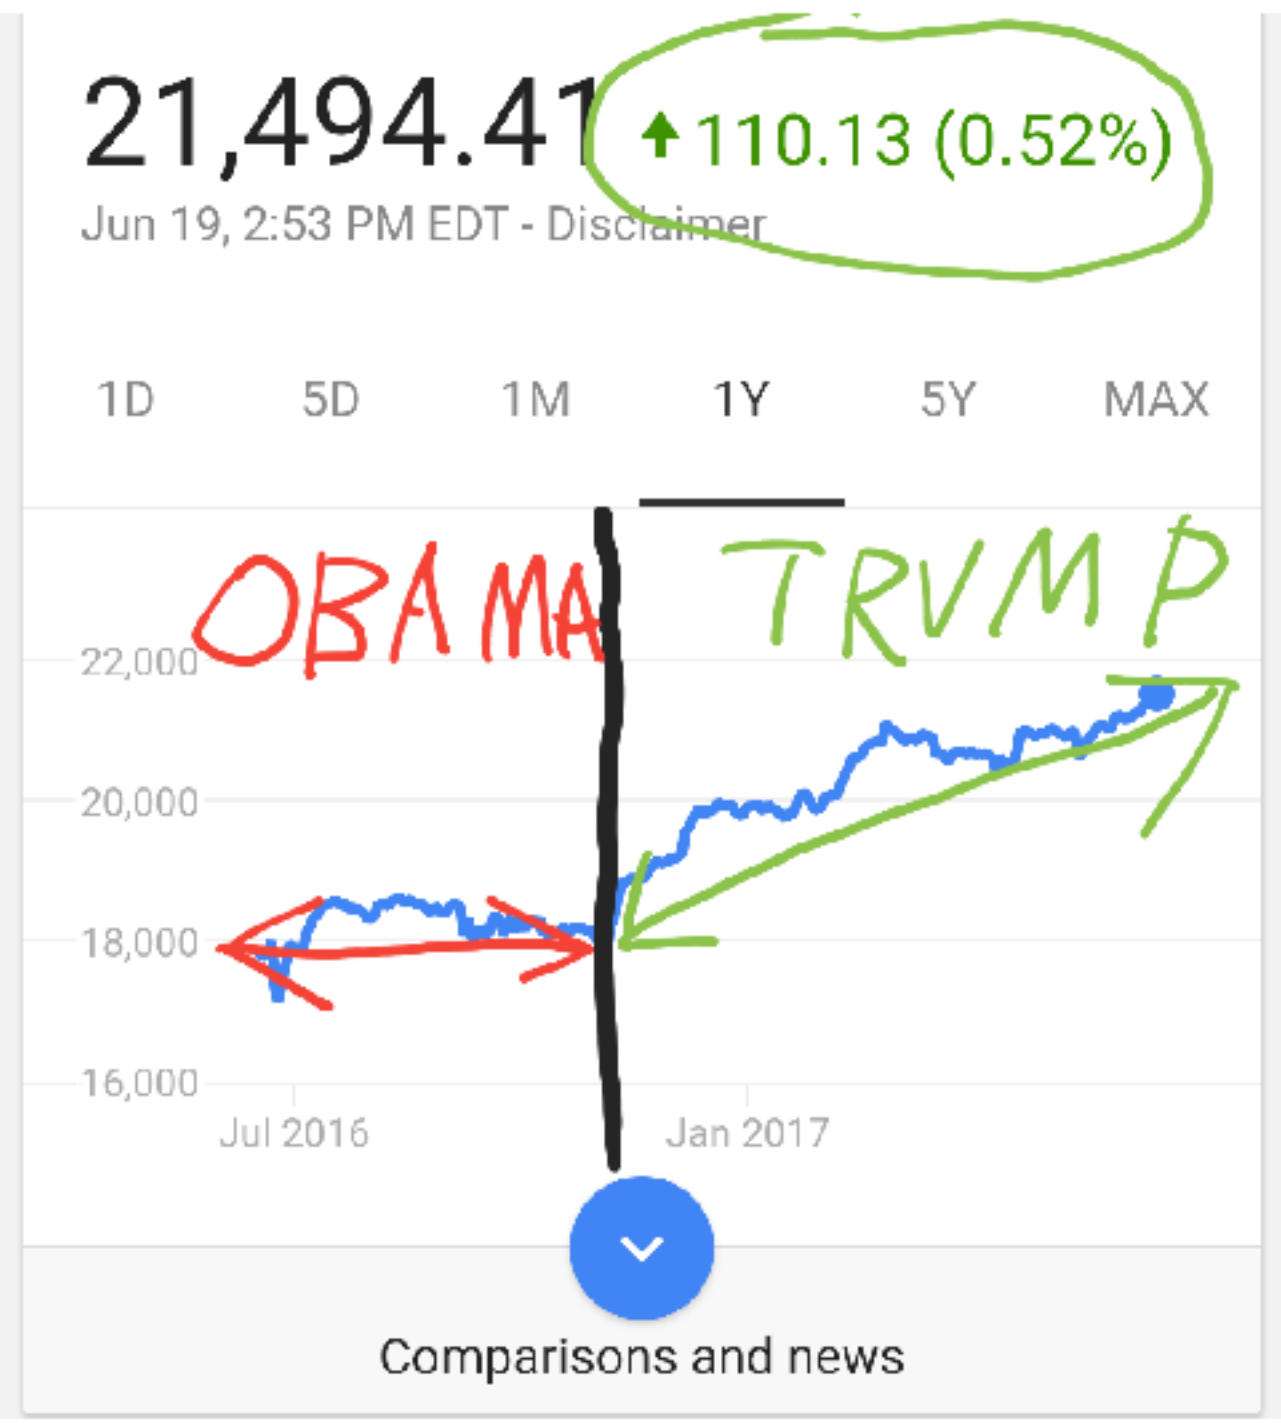 21,494.41 ↑110.13 (0.52%)
Jun 19, 2:53 PM EDT - Disclaimer
1D 5D 1M 1Y 5Y MAX
OBAMA TRUMP
22,000
20,000
18,000
16,000
Jul 2016 Jan 2017
Comparisons and news